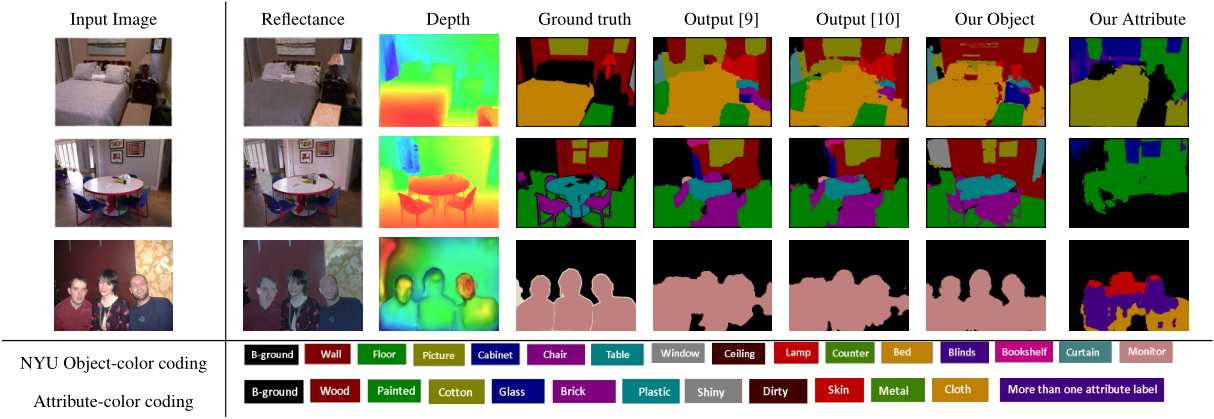 Input Image Reflectance Depth Ground truth Output [9] Output [10] Our Object Our Attribute
NYU Object-color coding B-ground Wall Floor Picture Cabinet Chair Table Window Ceiling Lamp Counter Bed Blinds Bookshelf Curtain Monitor
Attribute-color coding B-ground Wood Painted Cotton Glass Brick Plastic Shiny Dirty Skin Metal Cloth More than one attribute label